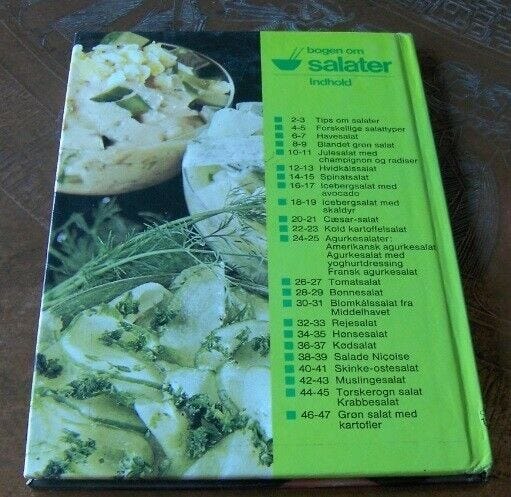 bogen om
salater
Indhold
2-3 Tips om salater
4-5 Forskellige salattyper
6-7 Havesalat
8-9 Blandet grøn salat
10-11 Julesalat med
champignon og radiser
12-13 Hvidkålssalat
14-15 Spinatsalat
16-17 Icebergsalat med
avocado
18-19 Icebergsalat med
skaldyr
20-21 Cæsar-salat
22-23 Kold kartoffelsalat
24-25 Agurkesalater:
Amerikansk agurkesalat
Agurkesalat med
yoghurtdressing
Fransk agurkesalat
26-27 Tomatsalat
28-29 Bønnesalat
30-31 Blomkålssalat fra
Middelhavet
32-33 Rejesalat
34-35 Hønsesalat
36-37 Kødsalat
38-39 Salade Niçoise
40-41 Skinke-ostesalat
42-43 Muslingesalat
44-45 Torskerogn salat
Krabbesalat
46-47 Grøn salat med
kartofler